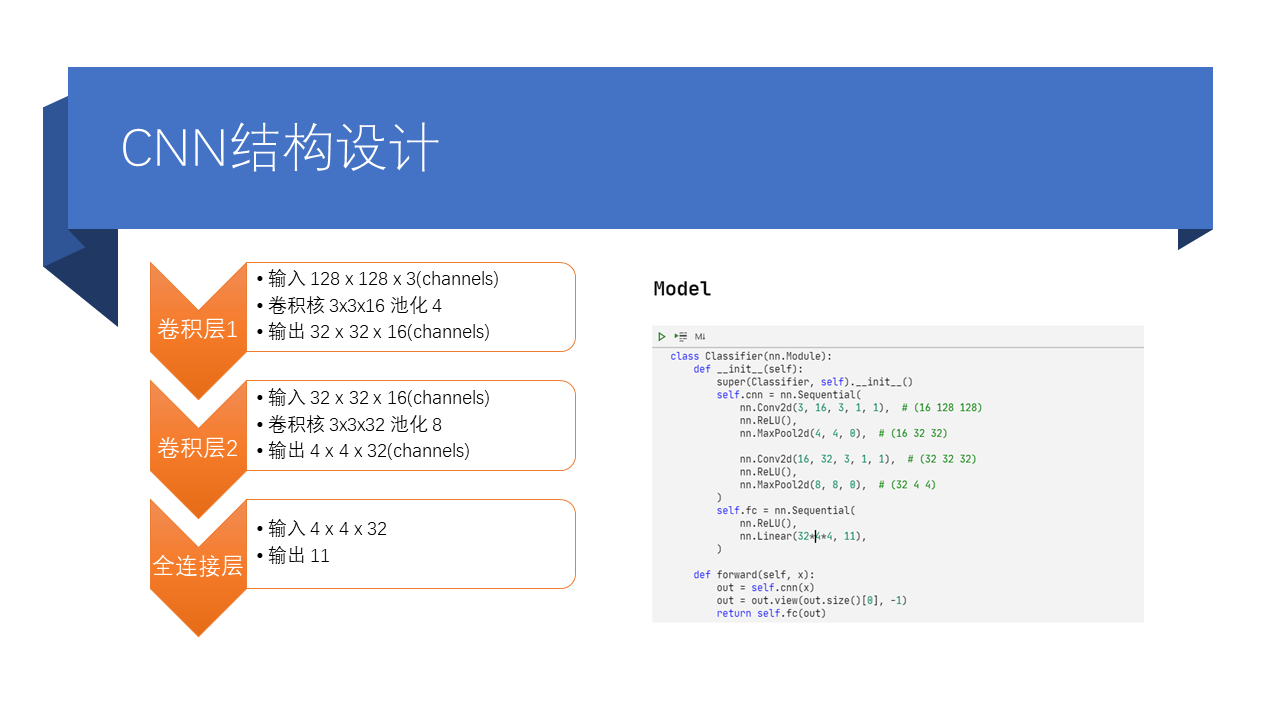 CNN结构设计
卷积层1
• 输入 128 x 128 x 3(channels)
• 卷积核 3x3x16 池化 4
• 输出 32 x 32 x 16(channels)
卷积层2
• 输入 32 x 32 x 16(channels)
• 卷积核 3x3x32 池化 8
• 输出 4 x 4 x 32(channels)
全连接层
• 输入 4 x 4 x 32
• 输出 11
Model
M↓
class Classifier(nn.Module):
    def __init__(self):
        super(Classifier, self).__init__()
        self.cnn = nn.Sequential(
            nn.Conv2d(3, 16, 3, 1, 1),  # (16 128 128)
            nn.ReLU(),
            nn.MaxPool2d(4, 4, 0),  # (16 32 32)
            nn.Conv2d(16, 32, 3, 1, 1),  # (32 32 32)
            nn.ReLU(),
            nn.MaxPool2d(8, 8, 0),  # (32 4 4)
        )
        self.fc = nn.Sequential(
            nn.ReLU(),
            nn.Linear(32*4*4, 11),
        )
    def forward(self, x):
        out = self.cnn(x)
        out = out.view(out.size()[0], -1)
        return self.fc(out)